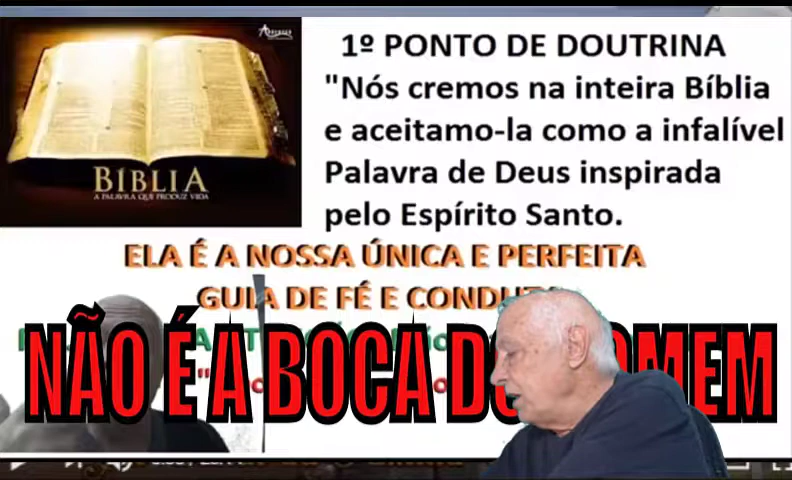 BÍBLIA
A PALAVRA QUE PRODUZ VIDA
1º PONTO DE DOUTRINA
"Nós cremos na inteira Bíblia
e aceitamo-la como a infalível
Palavra de Deus inspirada
pelo Espírito Santo.
ELA É A NOSSA ÚNICA E PERFEITA
GUIA DE FÉ E
NÃO É A BOCA